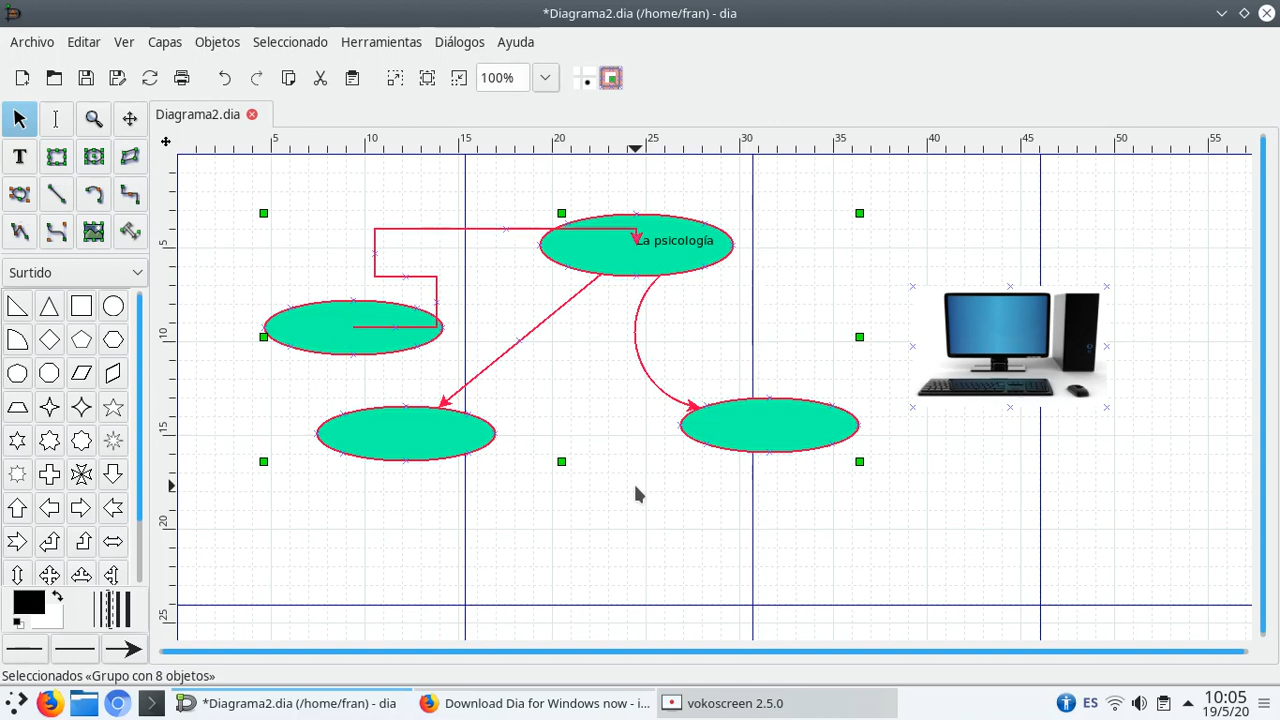 *Diagrama2.dia (/home/fran) - dia
Archivo Editar Ver Capas Objetos Seleccionado Herramientas Diálogos Ayuda
100%
Diagrama2.dia
5 10 15 20 25 30 35 40 45 50 55
T
La psicología
5
10
15
20
25
Surtido
Seleccionados «Grupo con 8 objetos»
*Diagrama2.dia (/home/fran) - dia
Download Dia for Windows now - i...
vokoscreen 2.5.0
ES
10:05
19/5/20